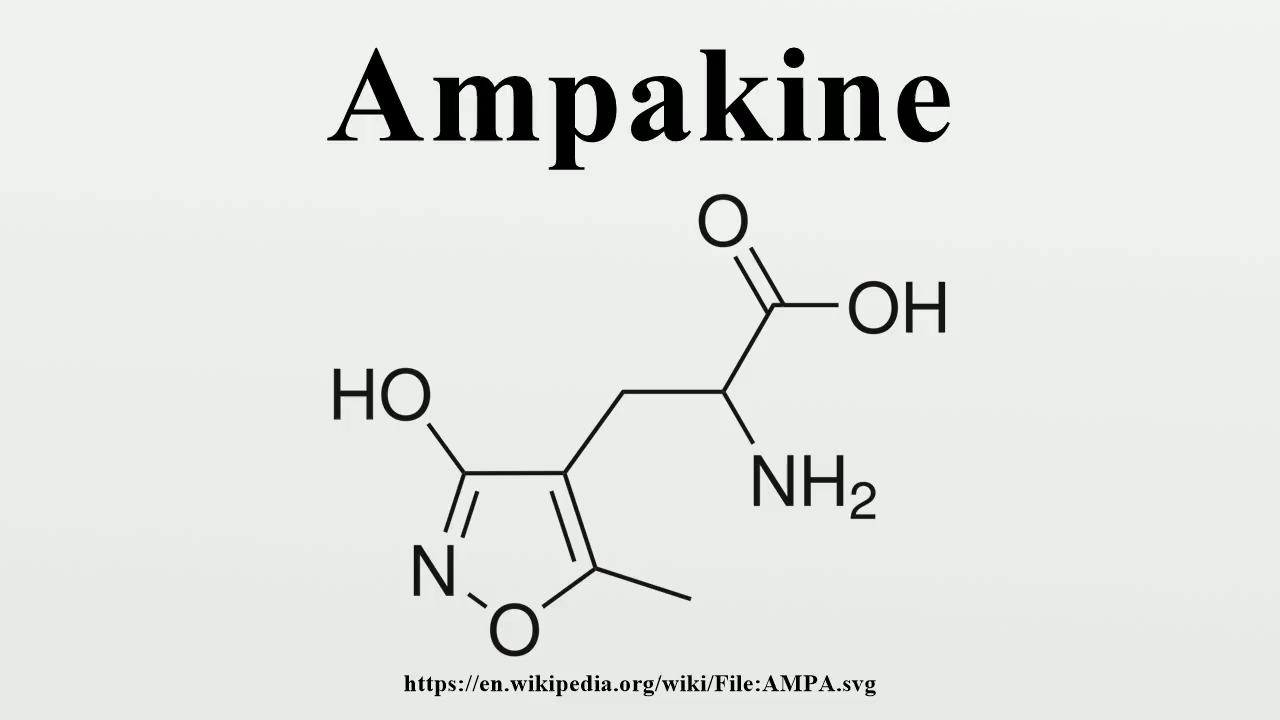 Ampakine
O
OH
HO
NH₂
N
O
https://en.wikipedia.org/wiki/File:AMPA.svg